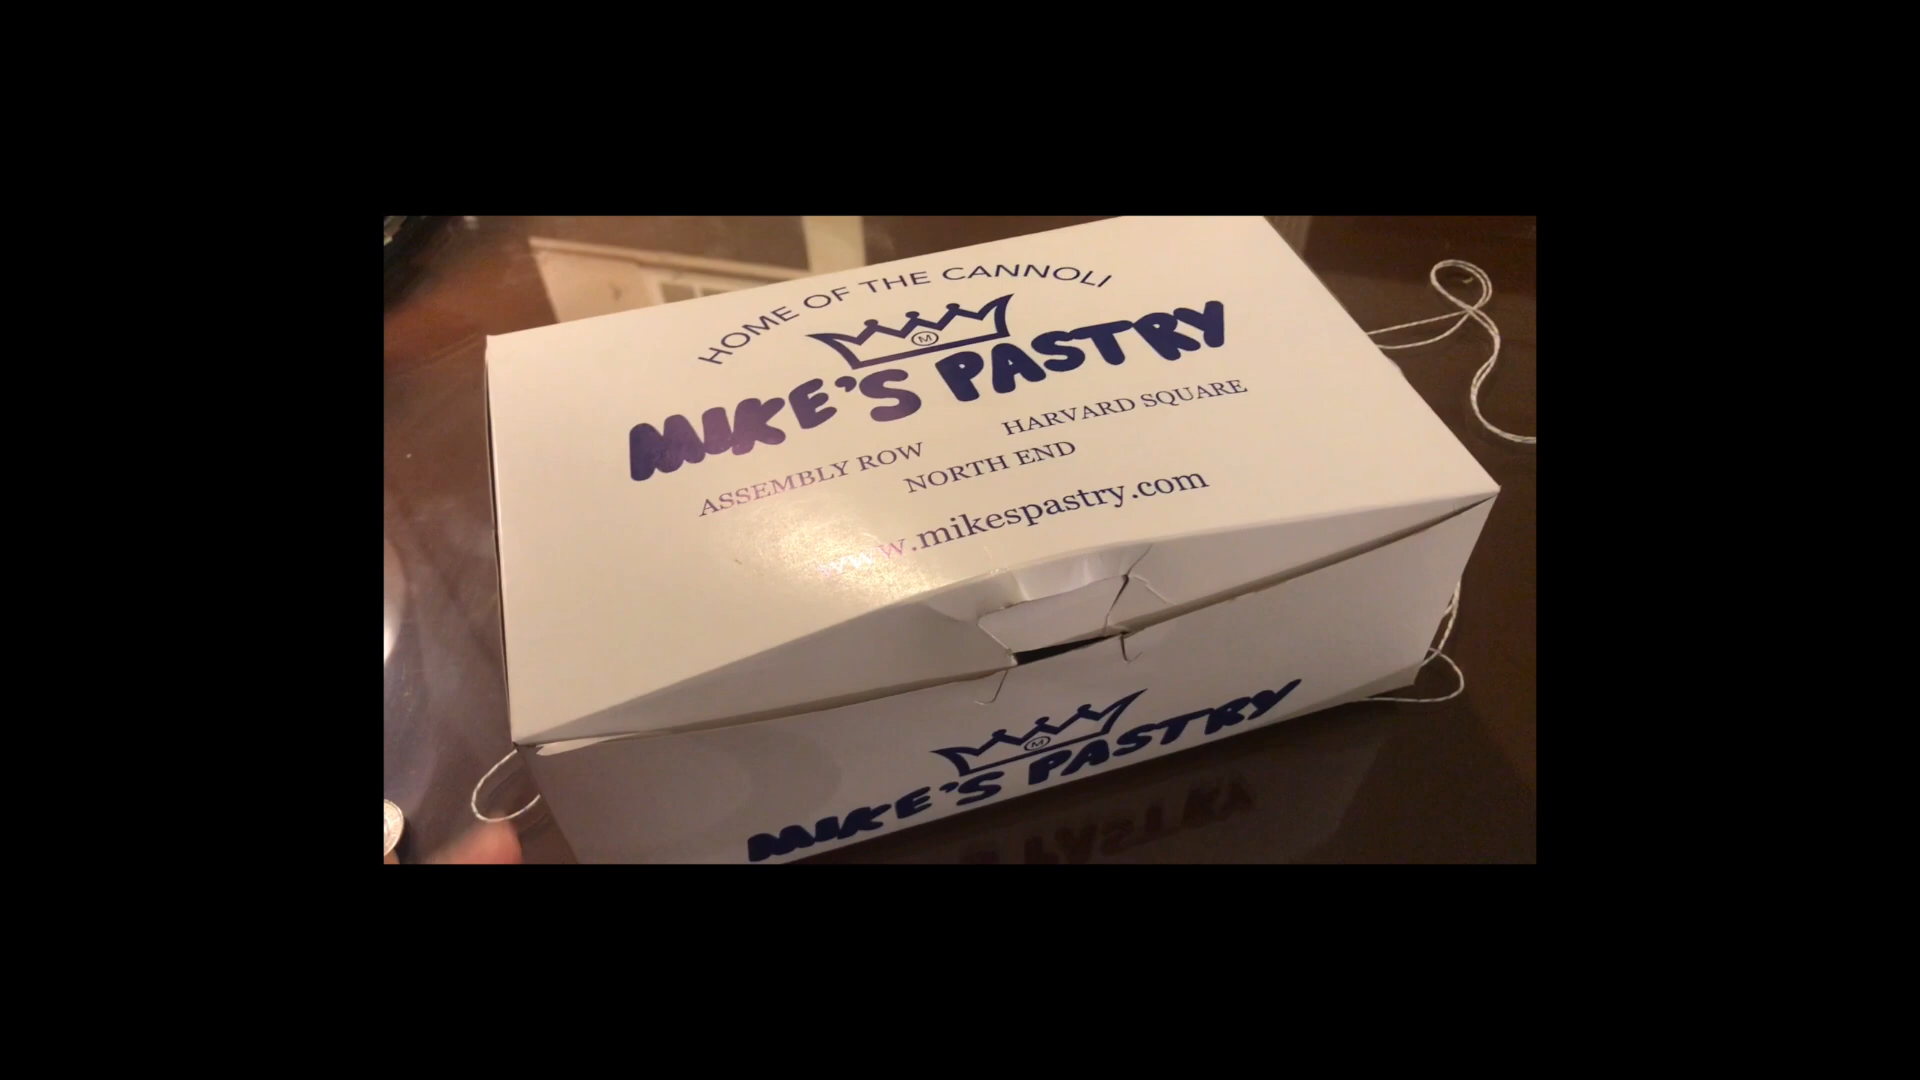 HOME OF THE CANNOLI
M
MIKE'S PASTRY
ASSEMBLY ROW HARVARD SQUARE
NORTH END
www.mikespastry.com
M
MIKE'S PASTRY